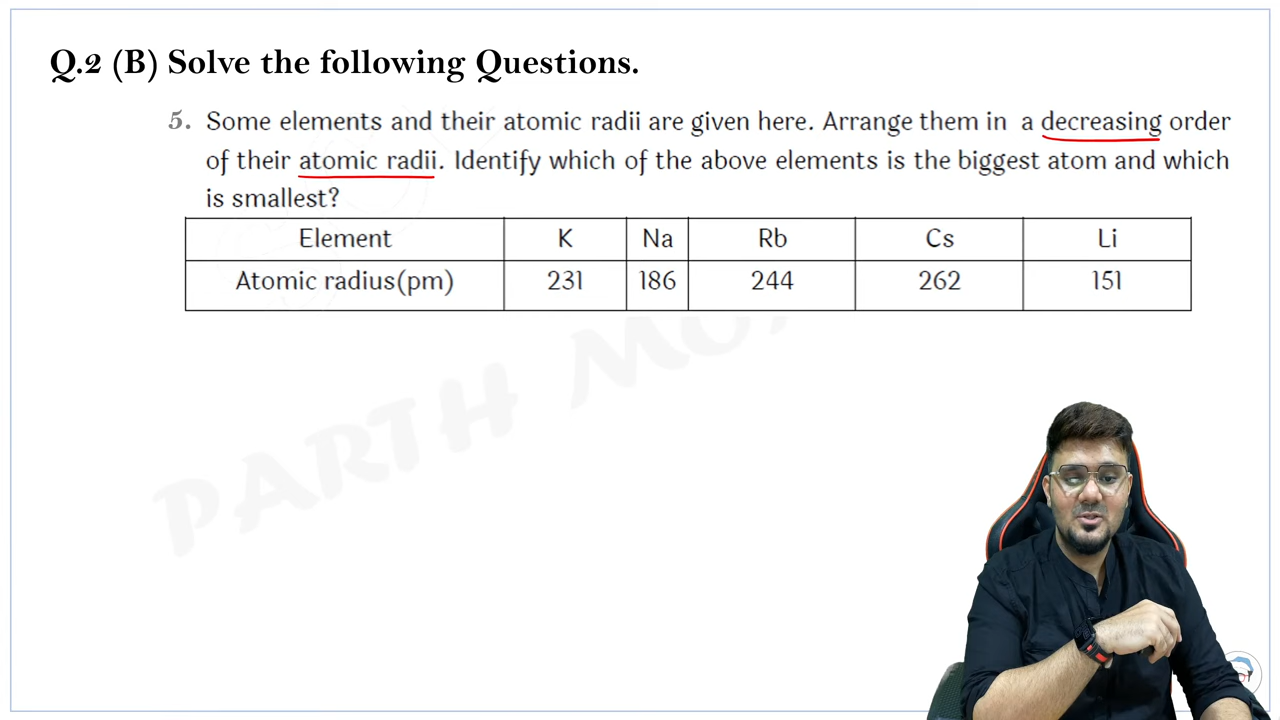 Q.2 (B) Solve the following Questions.
5. Some elements and their atomic radii are given here. Arrange them in a decreasing order
of their atomic radii. Identify which of the above elements is the biggest atom and which
is smallest?
Element K Na Rb Cs Li
Atomic radius(pm) 231 186 244 262 151
PARTH